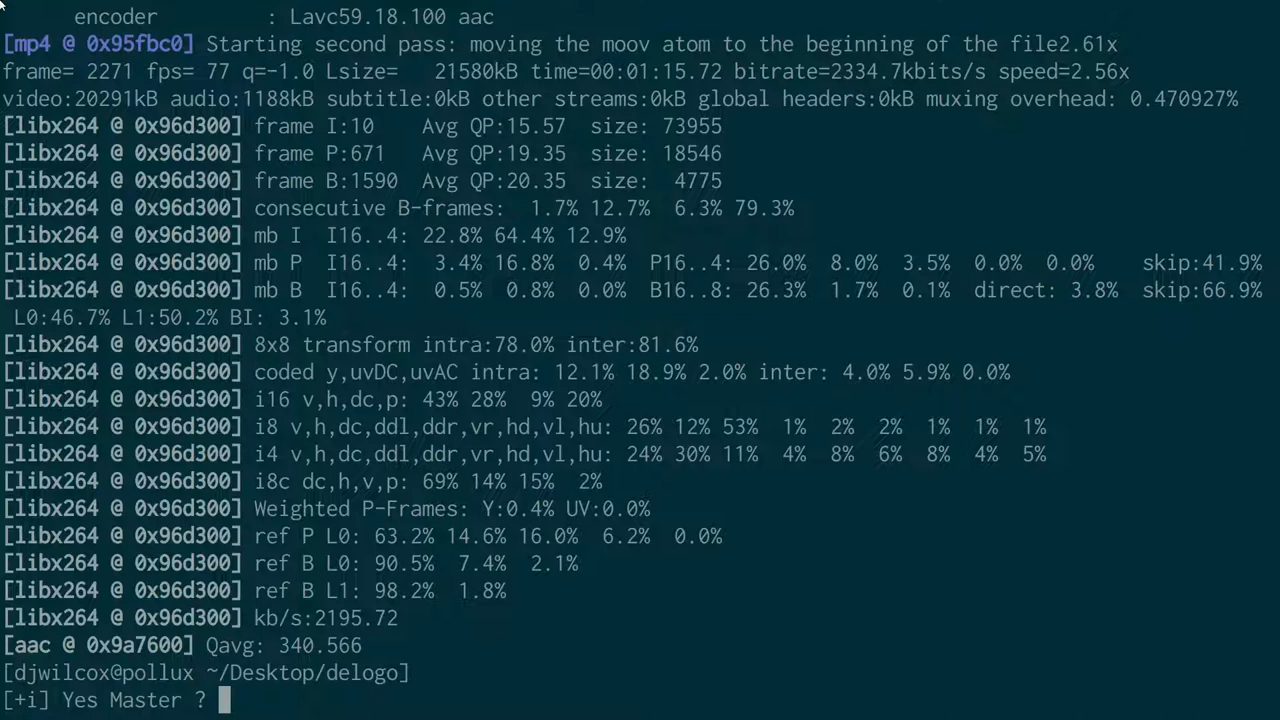 encoder : Lavc59.18.100 aac
[mp4 @ 0x95fbc0] Starting second pass: moving the moov atom to the beginning of the file2.61x
frame= 2271 fps= 77 q=-1.0 Lsize= 21580kB time=00:01:15.72 bitrate=2334.7kbits/s speed=2.56x
video:20291kB audio:1188kB subtitle:0kB other streams:0kB global headers:0kB muxing overhead: 0.470927%
[libx264 @ 0x96d300] frame I:10 Avg QP:15.57 size: 73955
[libx264 @ 0x96d300] frame P:671 Avg QP:19.35 size: 18546
[libx264 @ 0x96d300] frame B:1590 Avg QP:20.35 size: 4775
[libx264 @ 0x96d300] consecutive B-frames: 1.7% 12.7% 6.3% 79.3%
[libx264 @ 0x96d300] mb I I16..4: 22.8% 64.4% 12.9%
[libx264 @ 0x96d300] mb P I16..4: 3.4% 16.8% 0.4% P16..4: 26.0% 8.0% 3.5% 0.0% 0.0% skip:41.9%
[libx264 @ 0x96d300] mb B I16..4: 0.5% 0.8% 0.0% B16..8: 26.3% 1.7% 0.1% direct: 3.8% skip:66.9%
L0:46.7% L1:50.2% BI: 3.1%
[libx264 @ 0x96d300] 8x8 transform intra:78.0% inter:81.6%
[libx264 @ 0x96d300] coded y,uvDC,uvAC intra: 12.1% 18.9% 2.0% inter: 4.0% 5.9% 0.0%
[libx264 @ 0x96d300] i16 v,h,dc,p: 43% 28% 9% 20%
[libx264 @ 0x96d300] i8 v,h,dc,ddl,ddr,vr,hd,vl,hu: 26% 12% 53% 1% 2% 2% 1% 1% 1%
[libx264 @ 0x96d300] i4 v,h,dc,ddl,ddr,vr,hd,vl,hu: 24% 30% 11% 4% 8% 6% 8% 4% 5%
[libx264 @ 0x96d300] i8c dc,h,v,p: 69% 14% 15% 2%
[libx264 @ 0x96d300] Weighted P-Frames: Y:0.4% UV:0.0%
[libx264 @ 0x96d300] ref P L0: 63.2% 14.6% 16.0% 6.2% 0.0%
[libx264 @ 0x96d300] ref B L0: 90.5% 7.4% 2.1%
[libx264 @ 0x96d300] ref B L1: 98.2% 1.8%
[libx264 @ 0x96d300] kb/s:2195.72
[aac @ 0x9a7600] Qavg: 340.566
[djwilcox@pollux ~/Desktop/delogo]
[+i] Yes Master ?